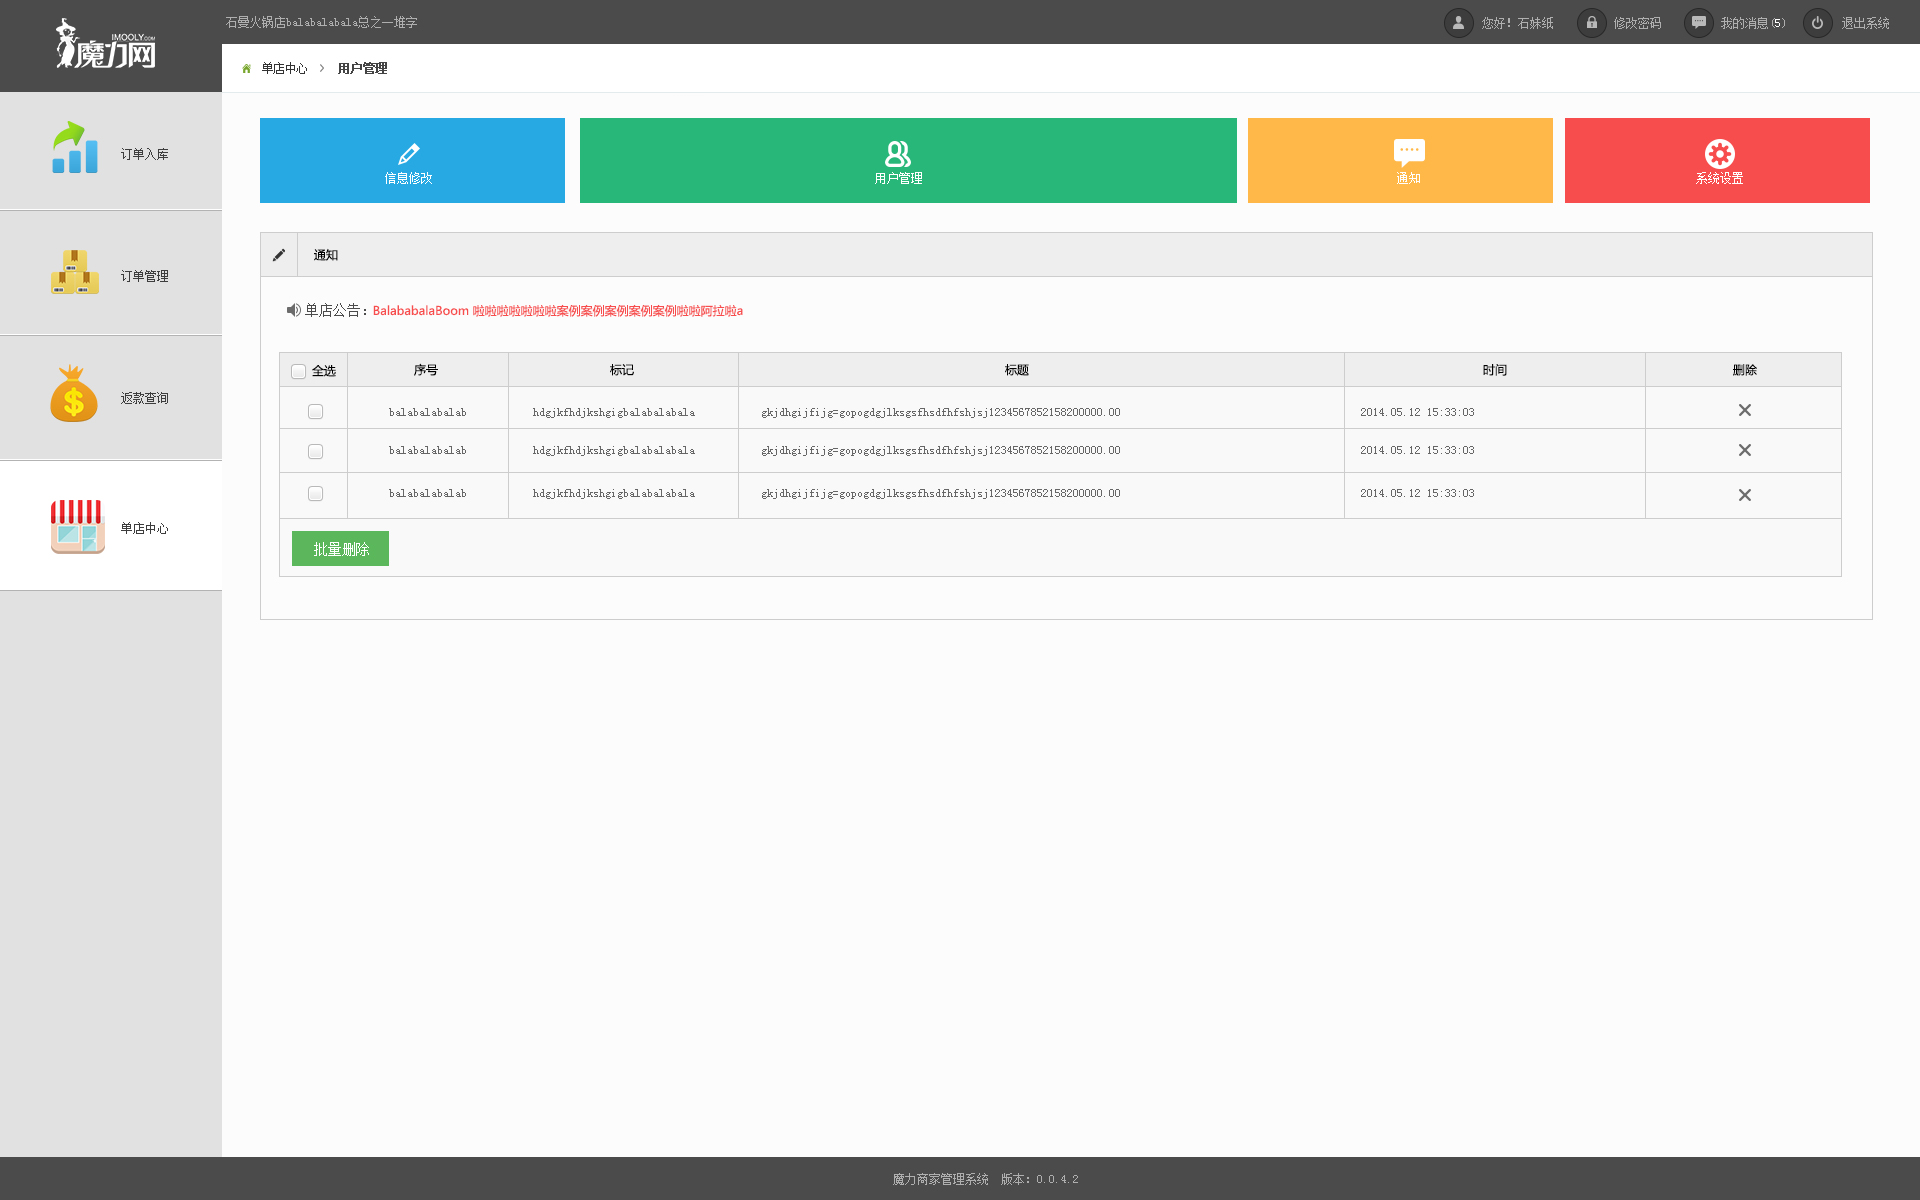 IMOOLY.COM
魔力网
石曼火锅店balabalabala总之一堆字
您好！石妹纸
修改密码
我的消息(5)
退出系统
单店中心 > 用户管理
订单入库
订单管理
返款查询
单店中心
信息修改
用户管理
通知
系统设置
通知
单店公告：BalababalaBoom 啦啦啦啦啦啦啦案例案例案例案例案例啦啦阿拉啦a
全选 序号 标记 标题 时间 删除
balabalabalab hdgjkfhdjkshgigbalabalabala gkjdhgijfijg=gopogdgjlksgsfhsdfhfshjsj1234567852158200000.00 2014.05.12 15:33:03
balabalabalab hdgjkfhdjkshgigbalabalabala gkjdhgijfijg=gopogdgjlksgsfhsdfhfshjsj1234567852158200000.00 2014.05.12 15:33:03
balabalabalab hdgjkfhdjkshgigbalabalabala gkjdhgijfijg=gopogdgjlksgsfhsdfhfshjsj1234567852158200000.00 2014.05.12 15:33:03
批量删除
魔力商家管理系统 版本：0.0.4.2